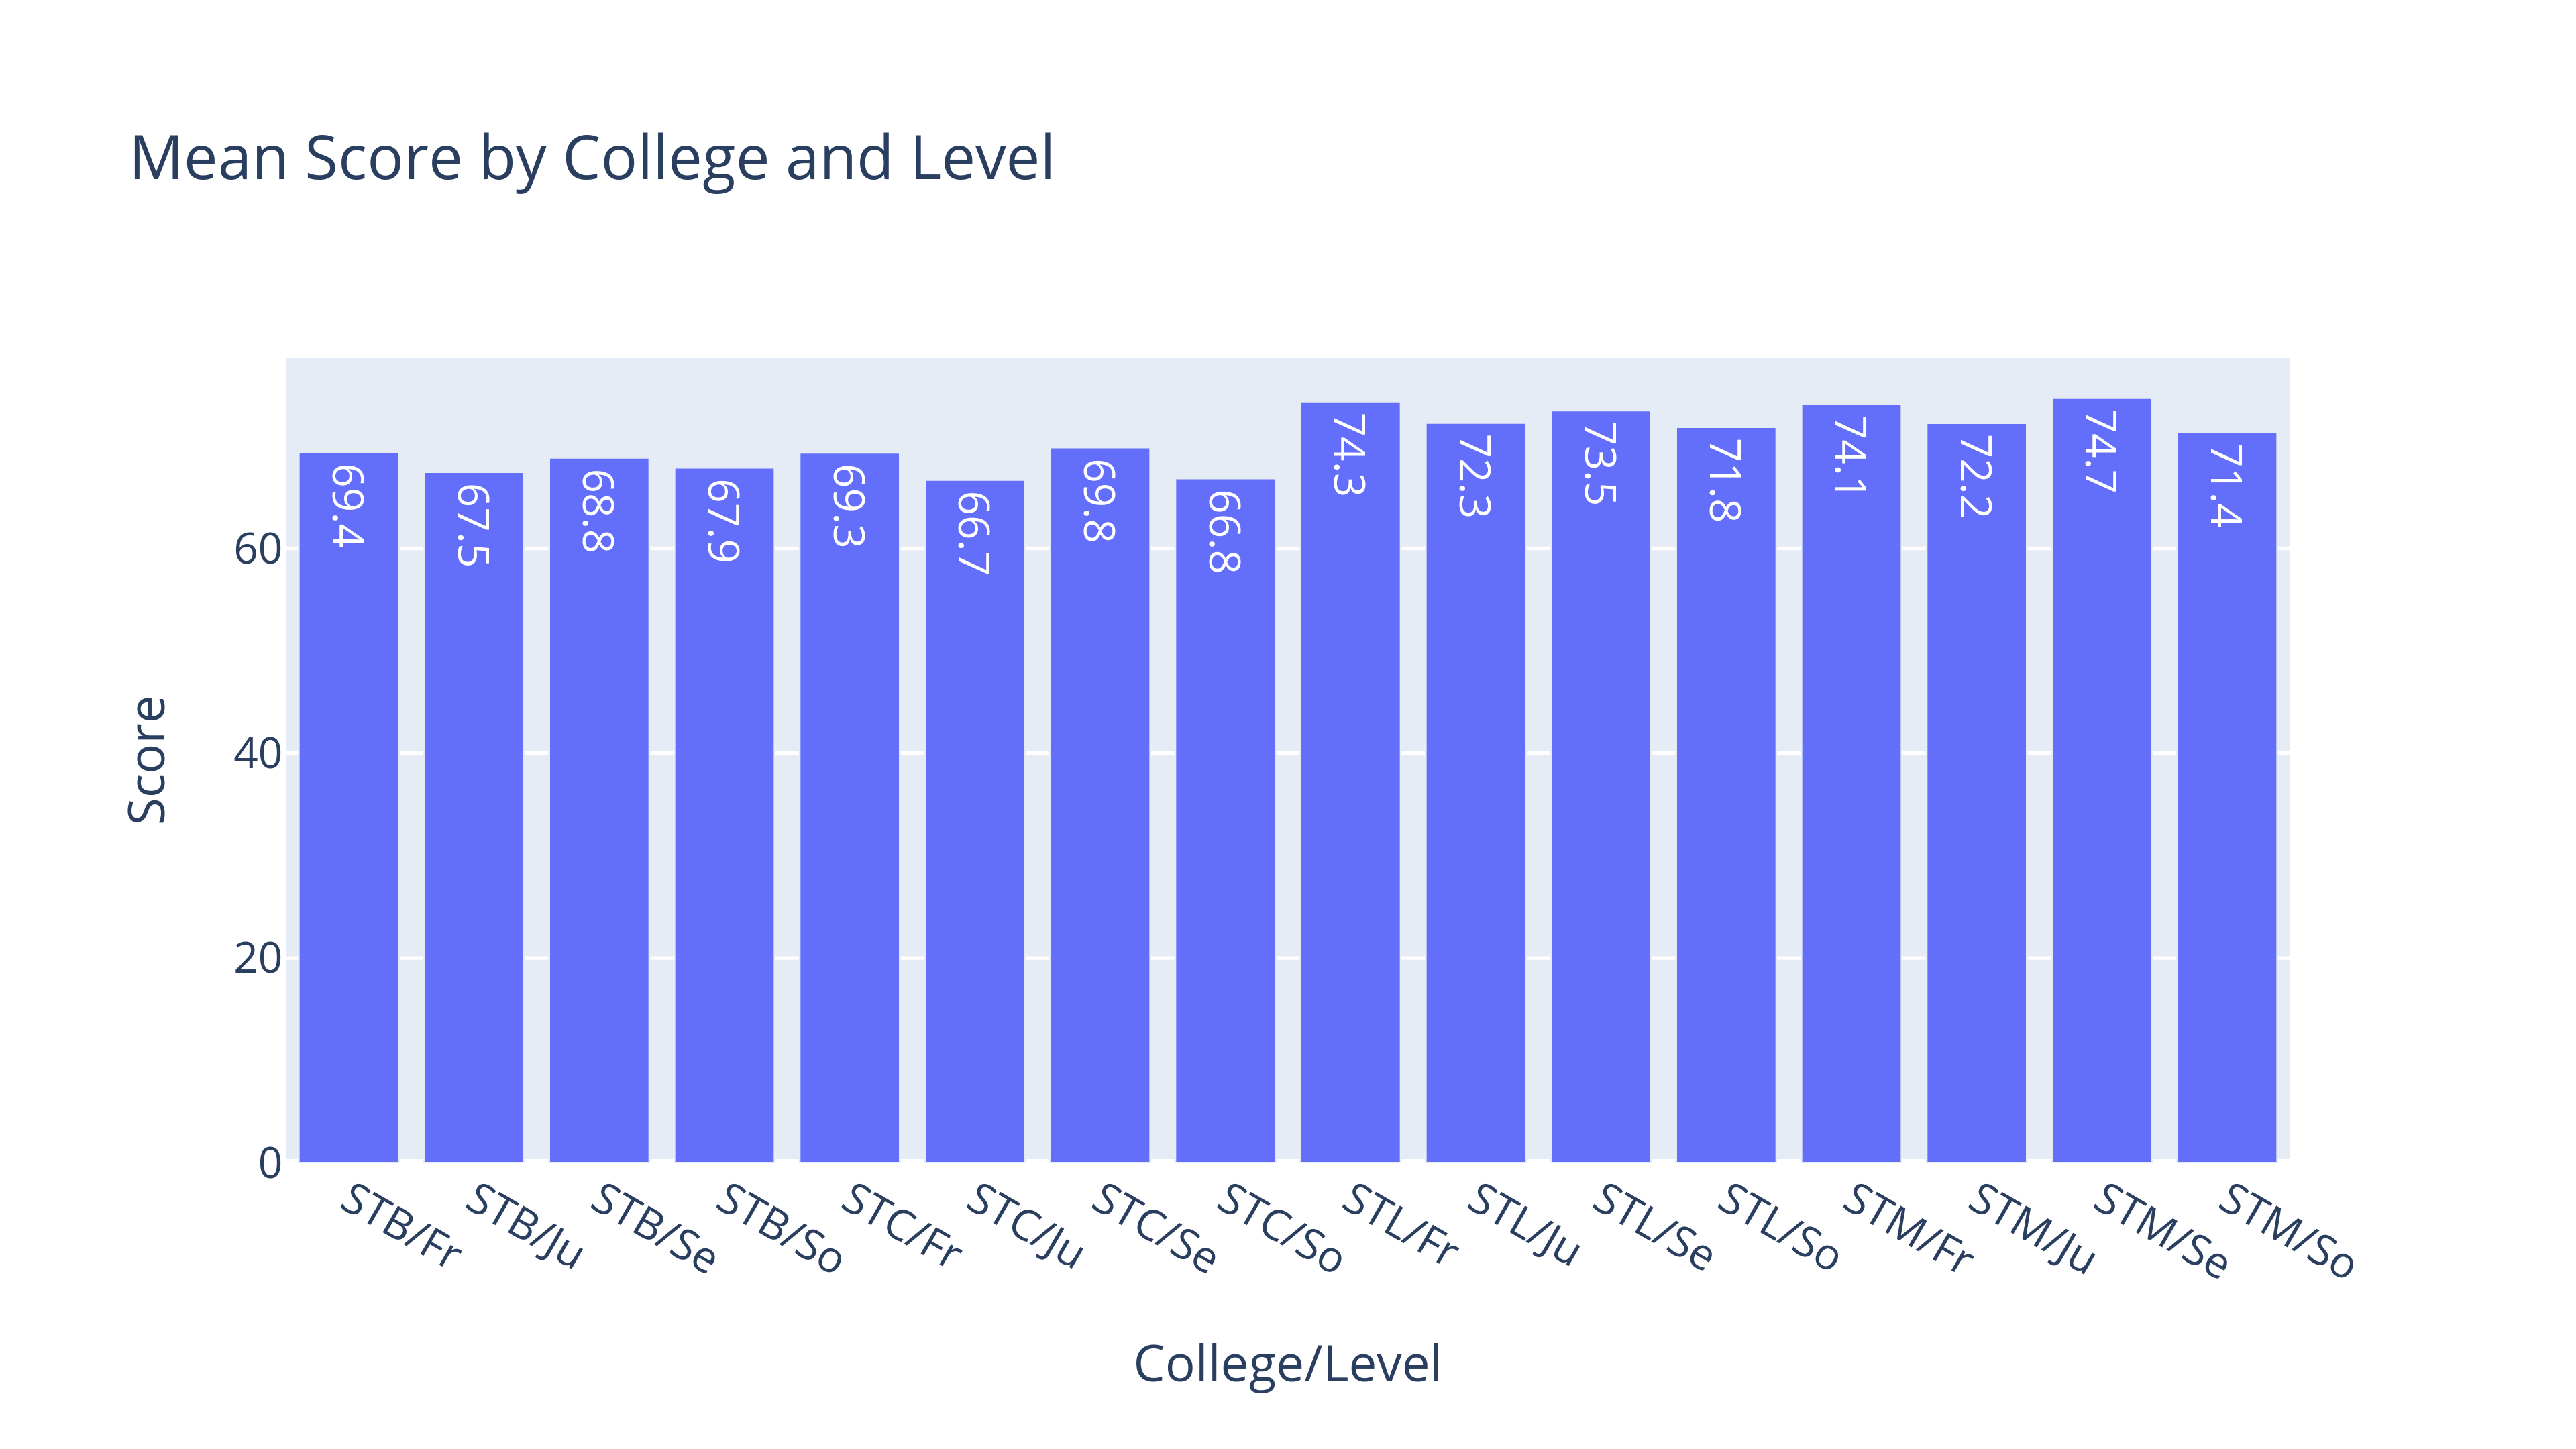 Mean Score by College and Level
Score
60
40
20
0
69.4
67.5
68.8
67.9
69.3
66.7
69.8
66.8
74.3
72.3
73.5
71.8
74.1
72.2
74.7
71.4
STB/Fr
STB/Ju
STB/Se
STB/So
STC/Fr
STC/Ju
STC/Se
STC/So
STL/Fr
STL/Ju
STL/Se
STL/So
STM/Fr
STM/Ju
STM/Se
STM/So
College/Level